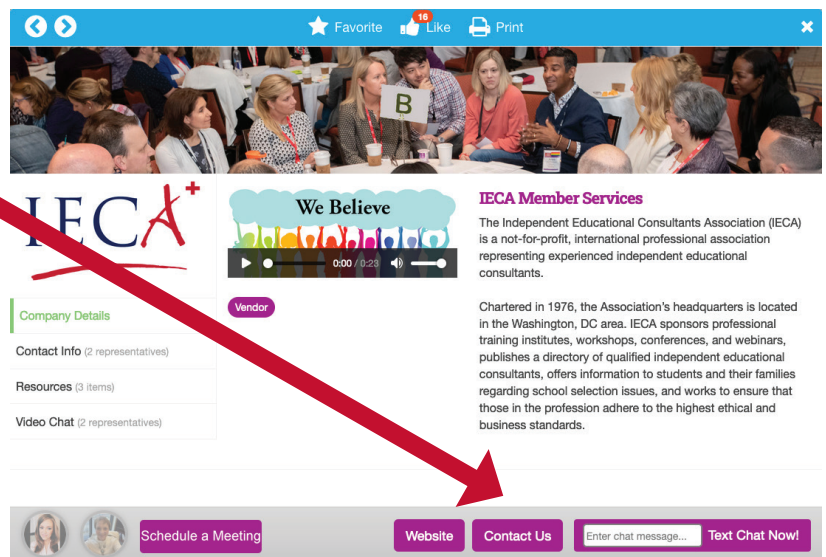 Favorite
16
Like
Print
B
IECA+
We Believe
0:00 / 0:23
Vendor
Company Details
Contact Info (2 representatives)
Resources (3 items)
Video Chat (2 representatives)
IECA Member Services
The Independent Educational Consultants Association (IECA)
is a not-for-profit, international professional association
representing experienced independent educational
consultants.
Chartered in 1976, the Association's headquarters is located
in the Washington, DC area. IECA sponsors professional
training institutes, workshops, conferences, and webinars,
publishes a directory of qualified independent educational
consultants, offers information to students and their families
regarding school selection issues, and works to ensure that
those in the profession adhere to the highest ethical and
business standards.
Schedule a Meeting
Website
Contact Us
Enter chat message...
Text Chat Now!